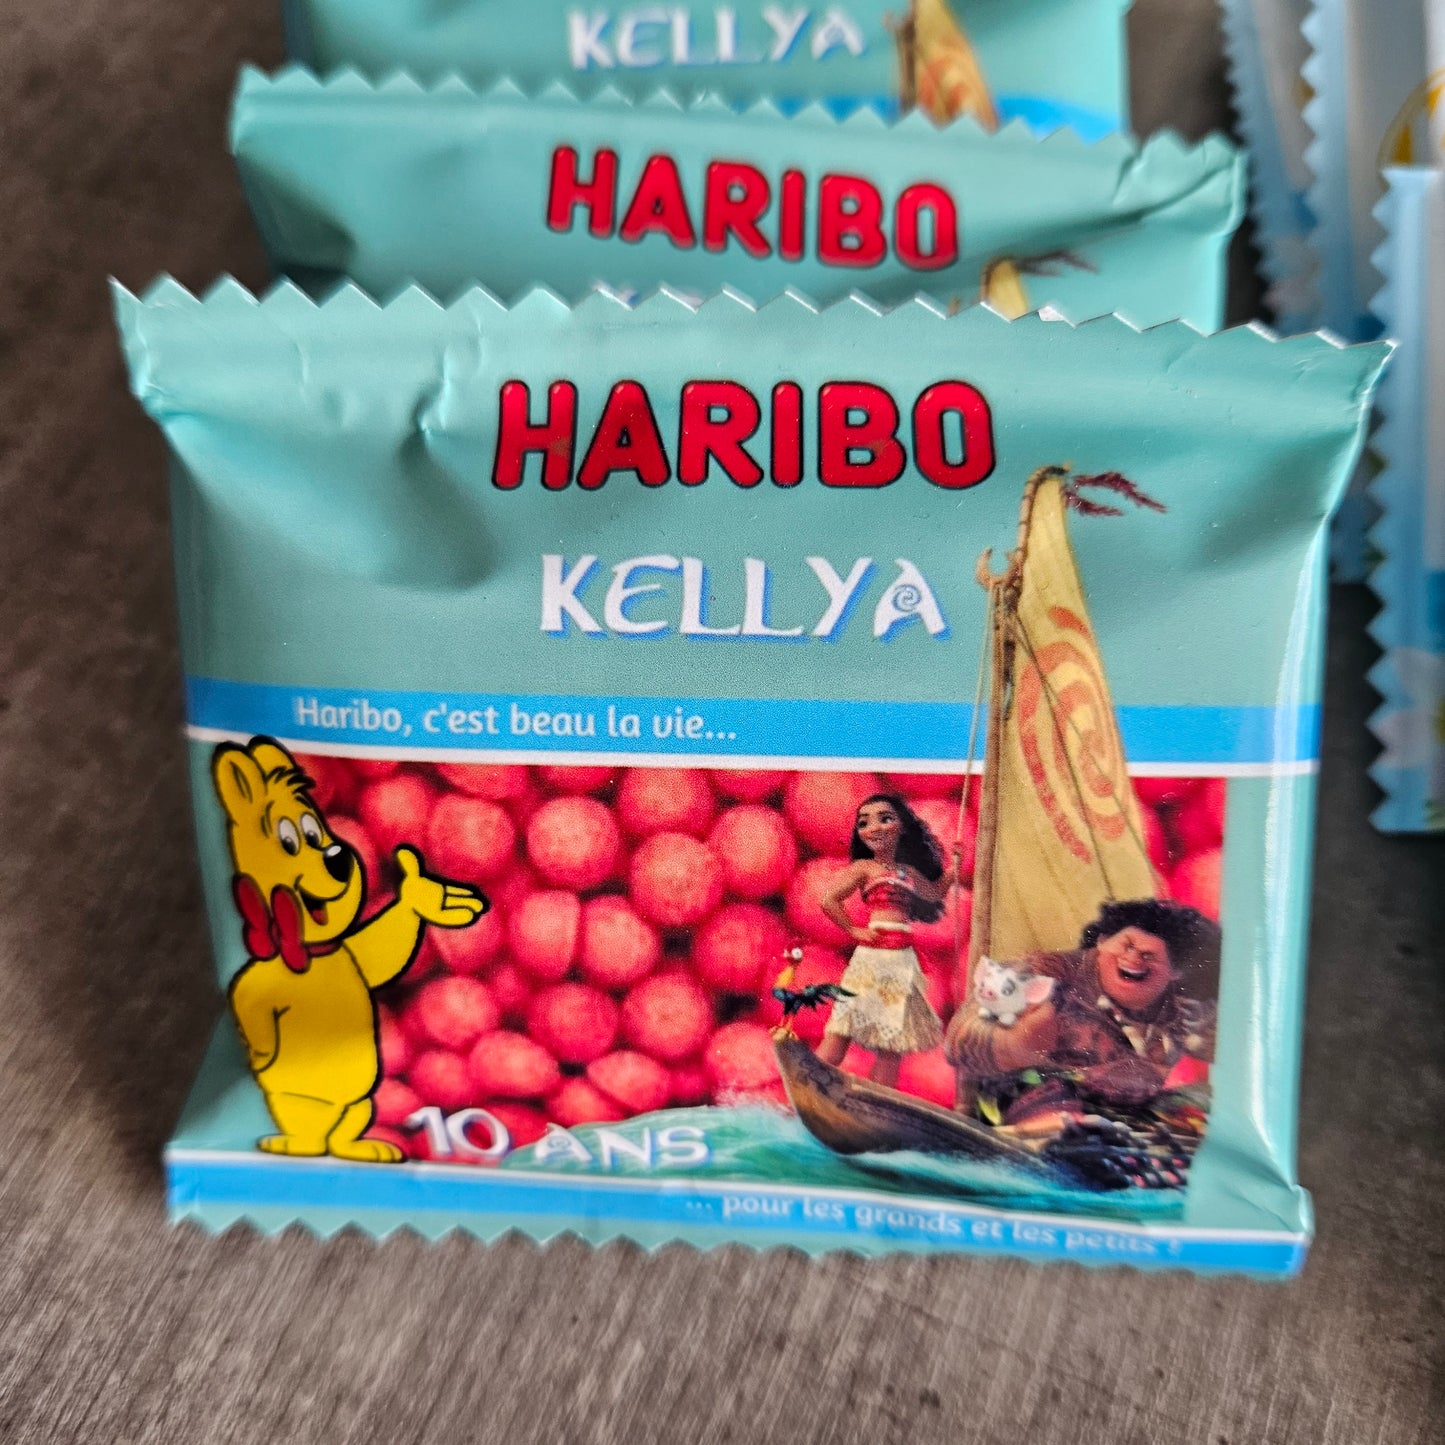 KELLYA
HARIBO
HARIBO
KELLYA
Haribo, c'est beau la vie...
10 ANS
... pour les grands et les petits !